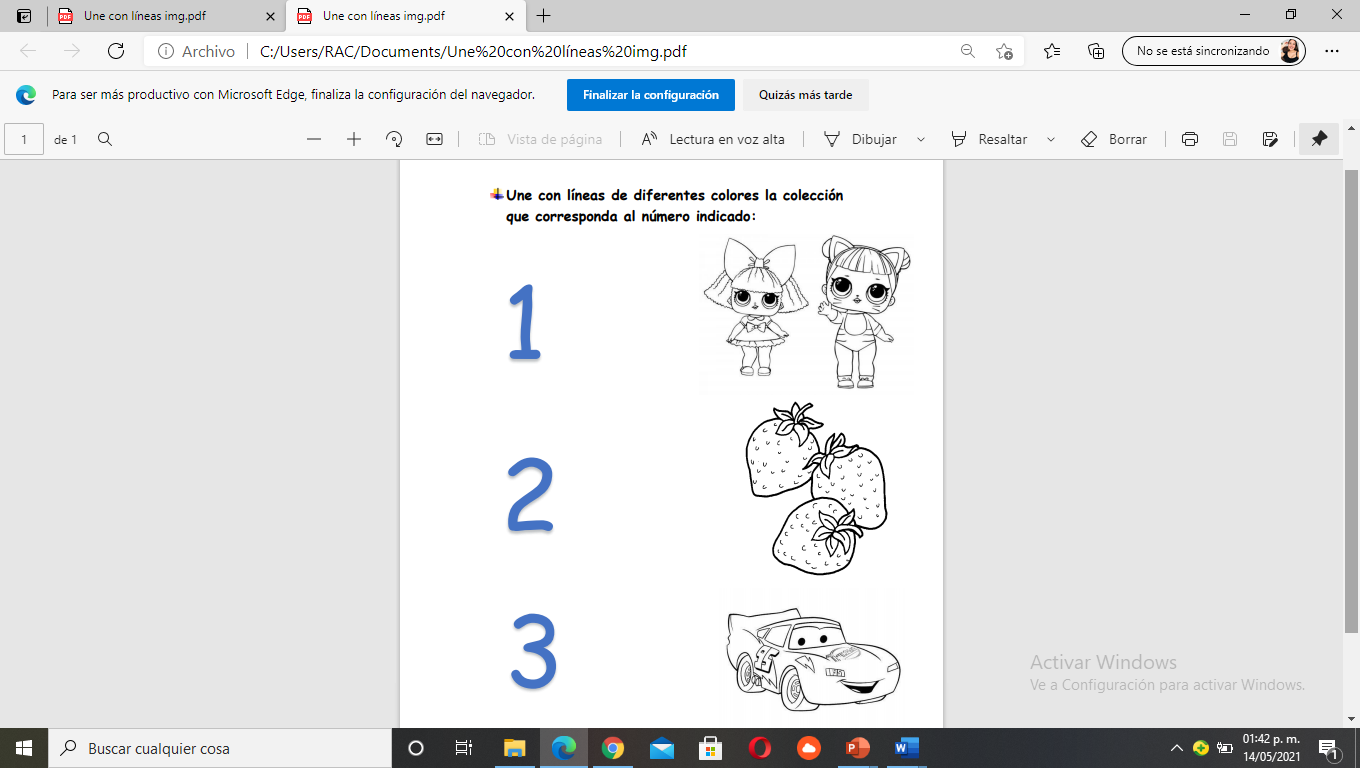 Une con líneas img.pdf
Une con líneas img.pdf
Archivo
C:/Users/RAC/Documents/Une%20con%20líneas%20img.pdf
No se está sincronizando
Para ser más productivo con Microsoft Edge, finaliza la configuración del navegador.
Finalizar la configuración
Quizás más tarde
1 de 1
Vista de página
Lectura en voz alta
Dibujar
Resaltar
Borrar
Une con líneas de diferentes colores la colección
que corresponda al número indicado:
1
2
3
95
Activar Windows
Ve a Configuración para activar Windows.
Buscar cualquier cosa
01:42 p. m.
14/05/2021
1